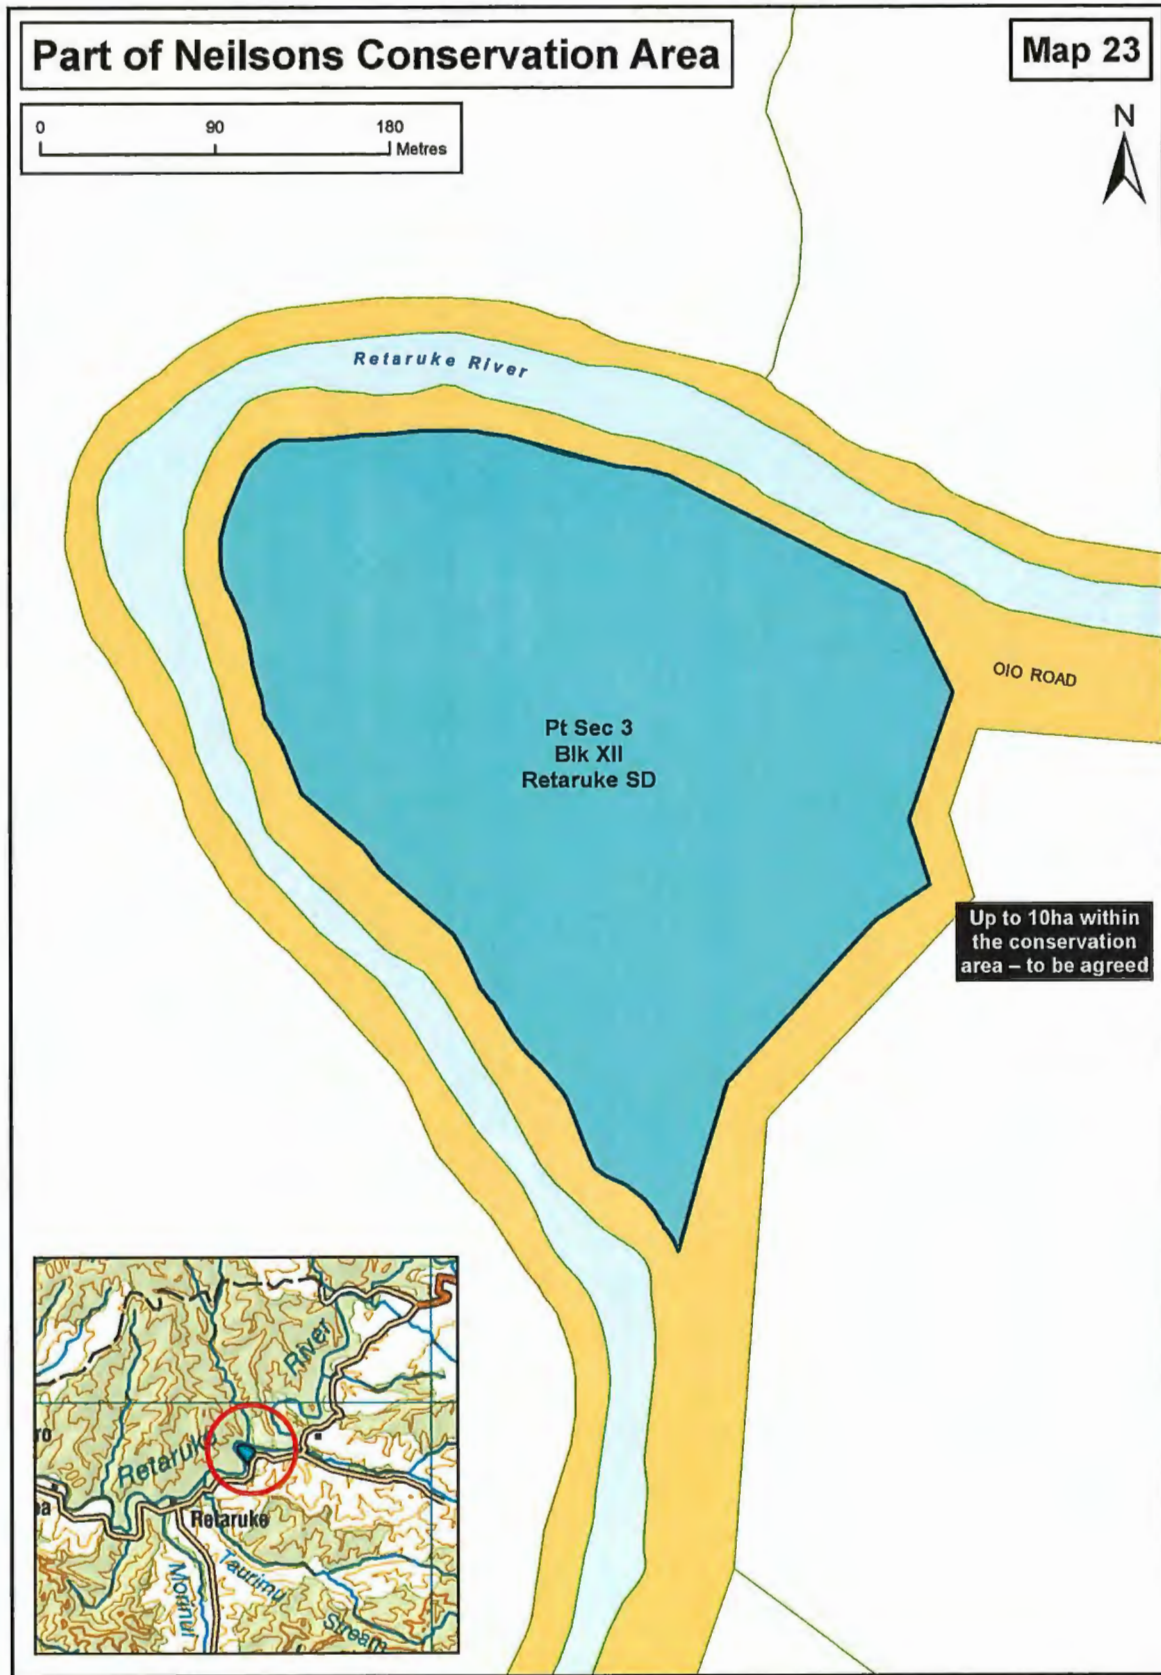 Part of Neilsons Conservation Area
Map 23
0 90 180
Metres
N
Retaruke River
OIO ROAD
Pt Sec 3
Blk XII
Retaruke SD
Up to 10ha within
the conservation
area – to be agreed
River
ro
Retaruke
Retaruke
Taurimu
Stream